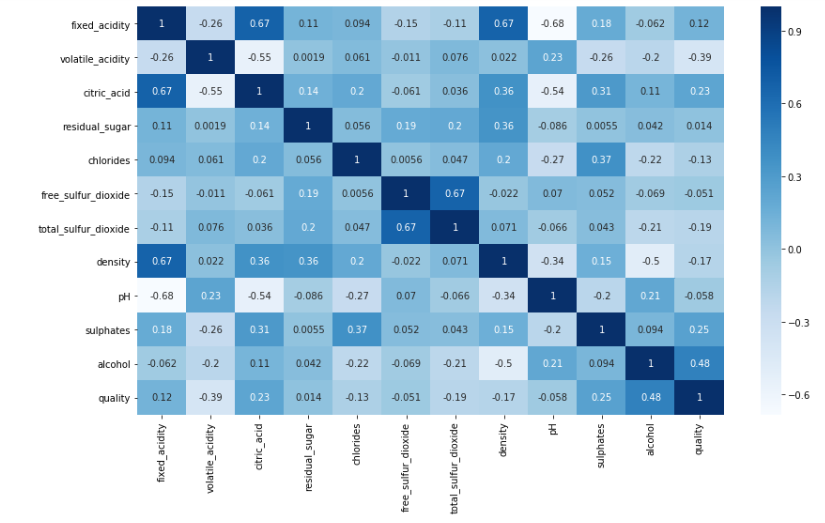 fixed_acidity 1 -0.26 0.67 0.11 0.094 -0.15 -0.11 0.67 -0.68 0.18 -0.062 0.12
volatile_acidity -0.26 1 -0.55 0.0019 0.061 -0.011 0.076 0.022 0.23 -0.26 -0.2 -0.39
citric_acid 0.67 -0.55 1 0.14 0.2 -0.061 0.036 0.36 -0.54 0.31 0.11 0.23
residual_sugar 0.11 0.0019 0.14 1 0.056 0.19 0.2 0.36 -0.086 0.0055 0.042 0.014
chlorides 0.094 0.061 0.2 0.056 1 0.0056 0.047 0.2 -0.27 0.37 -0.22 -0.13
free_sulfur_dioxide -0.15 -0.011 -0.061 0.19 0.0056 1 0.67 -0.022 0.07 0.052 -0.069 -0.051
total_sulfur_dioxide -0.11 0.076 0.036 0.2 0.047 0.67 1 0.071 -0.066 0.043 -0.21 -0.19
density 0.67 0.022 0.36 0.36 0.2 -0.022 0.071 1 -0.34 0.15 -0.5 -0.17
pH -0.68 0.23 -0.54 -0.086 -0.27 0.07 -0.066 -0.34 1 -0.2 0.21 -0.058
sulphates 0.18 -0.26 0.31 0.0055 0.37 0.052 0.043 0.15 -0.2 1 0.094 0.25
alcohol -0.062 -0.2 0.11 0.042 -0.22 -0.069 -0.21 -0.5 0.21 0.094 1 0.48
quality 0.12 -0.39 0.23 0.014 -0.13 -0.051 -0.19 -0.17 -0.058 0.25 0.48 1
fixed_acidity
volatile_acidity
citric_acid
residual_sugar
chlorides
free_sulfur_dioxide
total_sulfur_dioxide
density
pH
sulphates
alcohol
quality
0.9
0.6
0.3
0.0
−0.3
−0.6